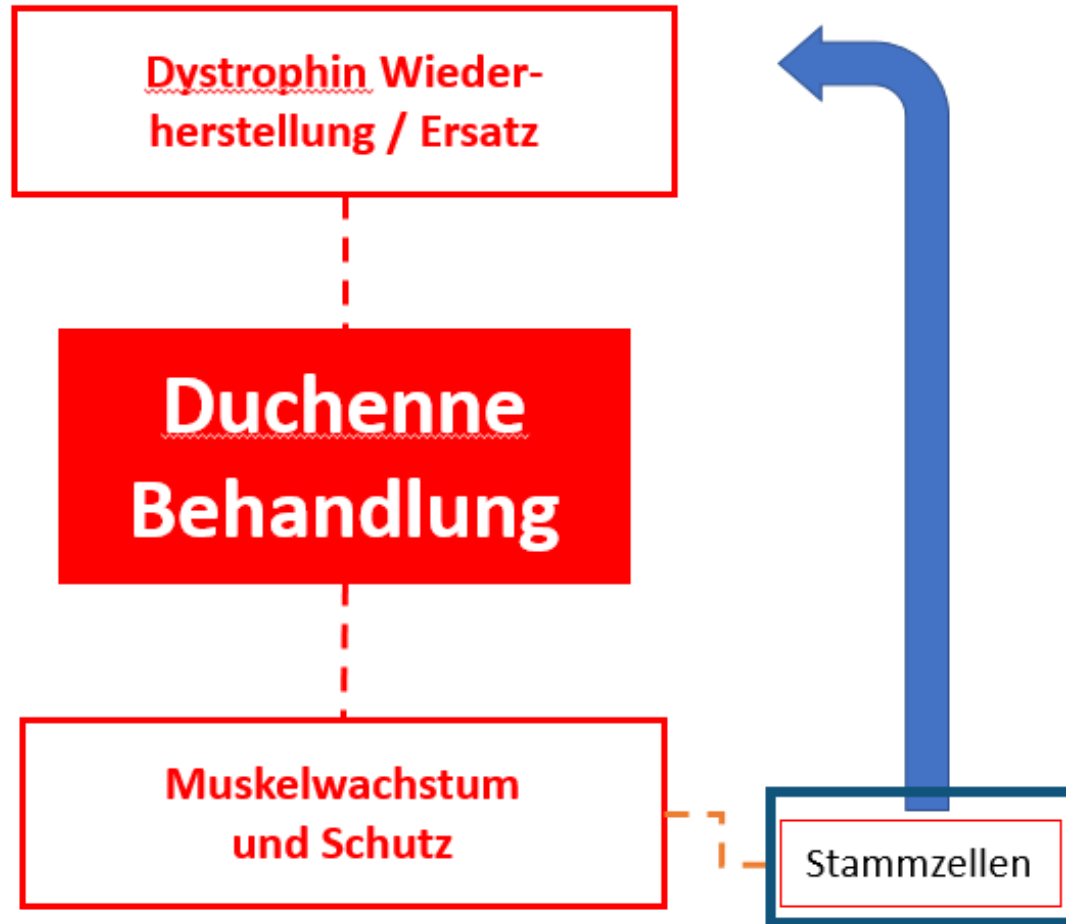 Dystrophin Wieder-
herstellung / Ersatz
Duchenne
Behandlung
Muskelwachstum
und Schutz
Stammzellen